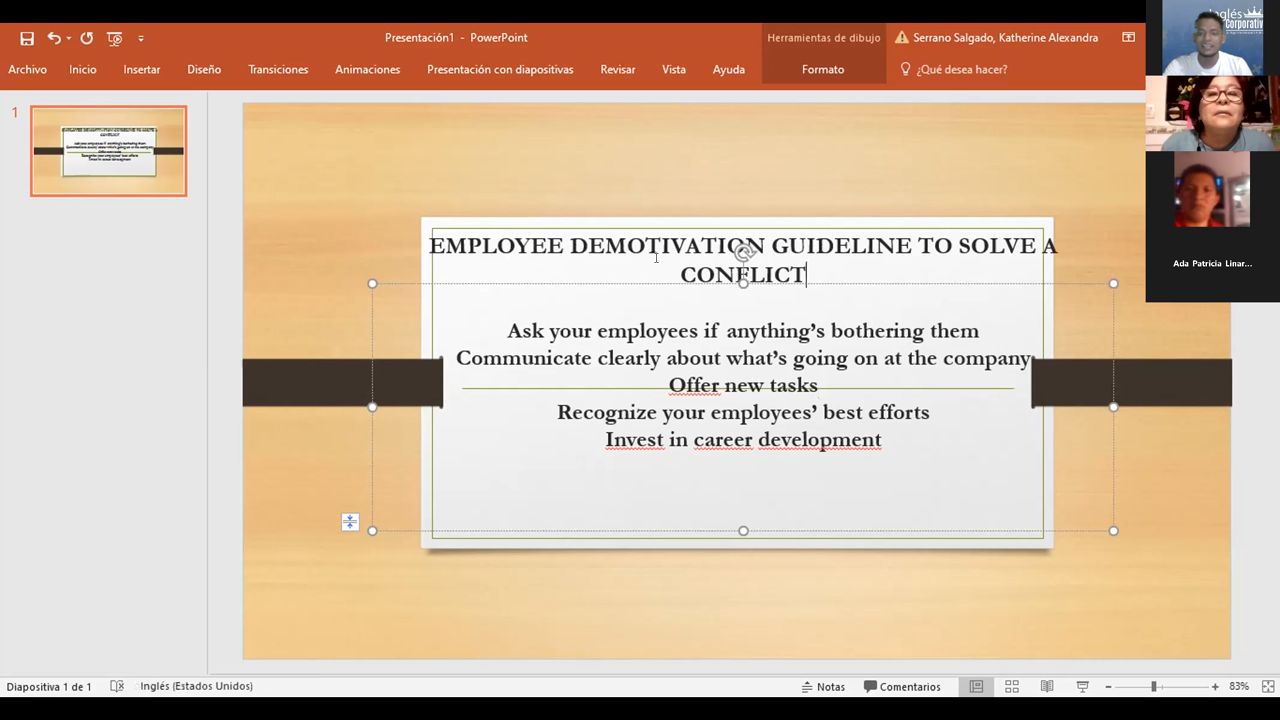 Presentación1 - PowerPoint
Herramientas de dibujo
Serrano Salgado, Katherine Alexandra
Archivo
Inicio
Insertar
Diseño
Transiciones
Animaciones
Presentación con diapositivas
Revisar
Vista
Ayuda
Formato
¿Qué desea hacer?
inglés
Corporativo
1
EMPLOYEE DEMOTIVATION GUIDELINE TO SOLVE A
CONFLICT
Ask your employees if anything's bothering them
Communicate clearly about what's going on at the company
Offer new tasks
Recognize your employees' best efforts
Invest in career development
Ada Patricia Linar...
Diapositiva 1 de 1
Inglés (Estados Unidos)
Notas
Comentarios
83%